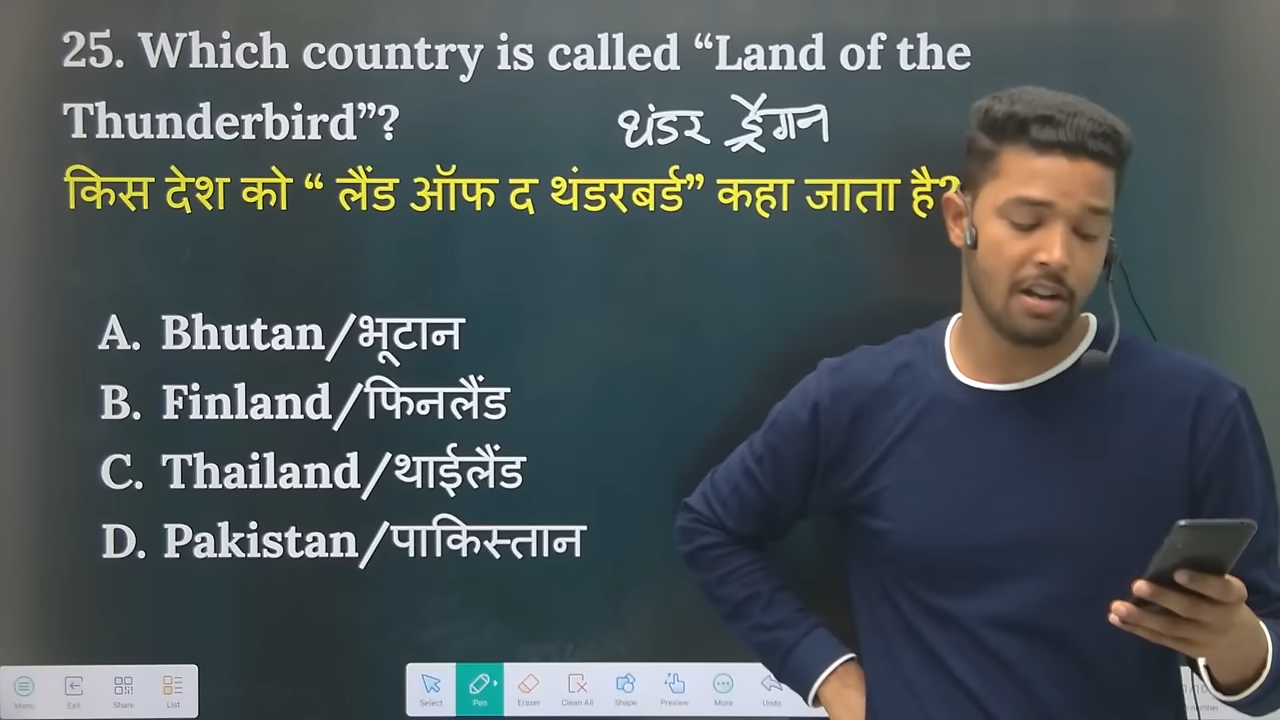 25. Which country is called “Land of the
Thunderbird”?
थंडर ड्रैगन
किस देश को “ लैंड ऑफ द थंडरबर्ड” कहा जाता है?
A. Bhutan/भूटान
B. Finland/फिनलैंड
C. Thailand/थाईलैंड
D. Pakistan/पाकिस्तान
Menu Exit Share List Select Pen Eraser Clean All Shape Preview More Undo